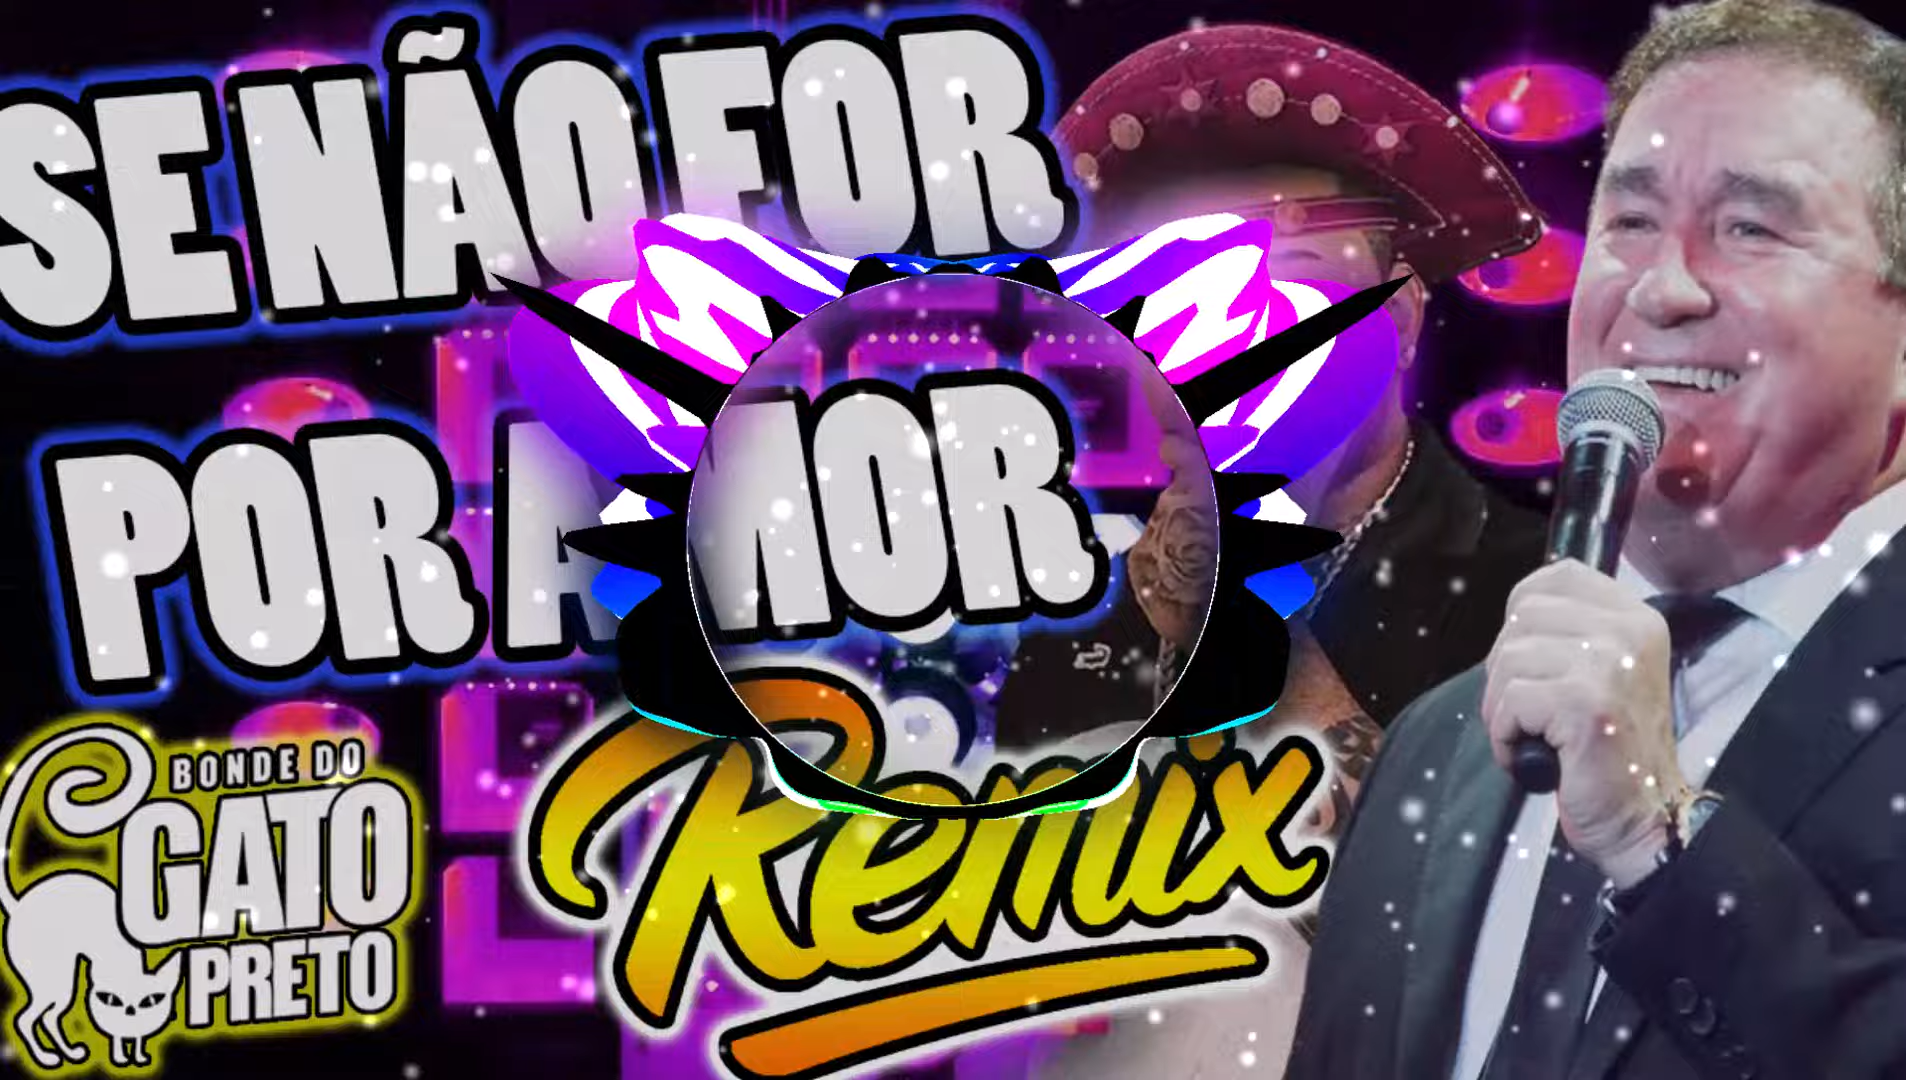 SE NÃO FOR
POR AMOR
Remix
BONDE DO
GATO
PRETO